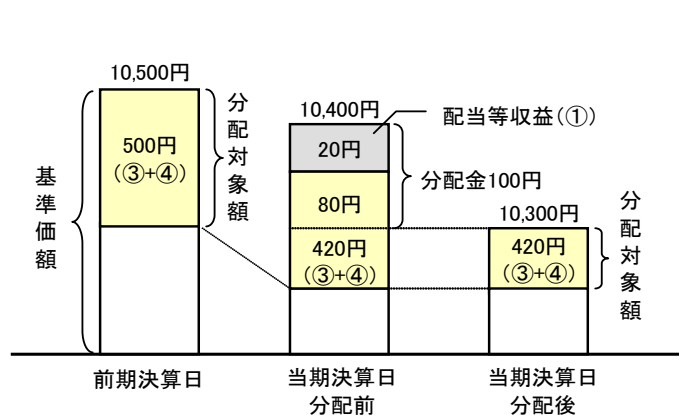 10,500円
500円
（③+④）
分配対象額
基準価額
10,400円
配当等収益（①）
20円
分配金100円
80円
420円
（③+④）
10,300円
420円
（③+④）
分配対象額
前期決算日
当期決算日
分配前
当期決算日
分配後